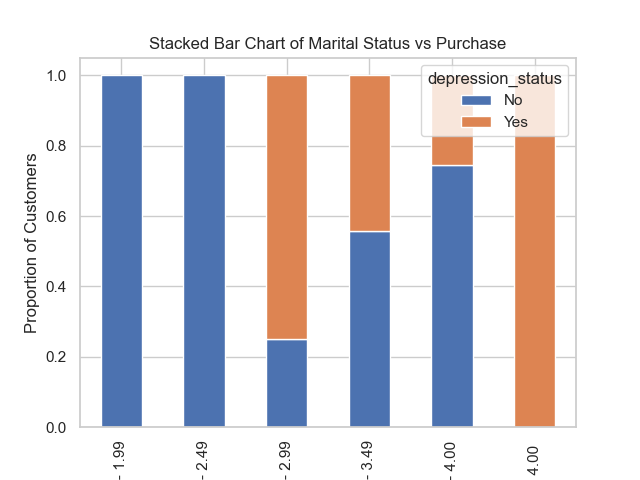 Stacked Bar Chart of Marital Status vs Purchase
depression_status
No
Yes
Proportion of Customers
1.0
0.8
0.6
0.4
0.2
0.0
- 1.99
- 2.49
- 2.99
- 3.49
- 4.00
4.00